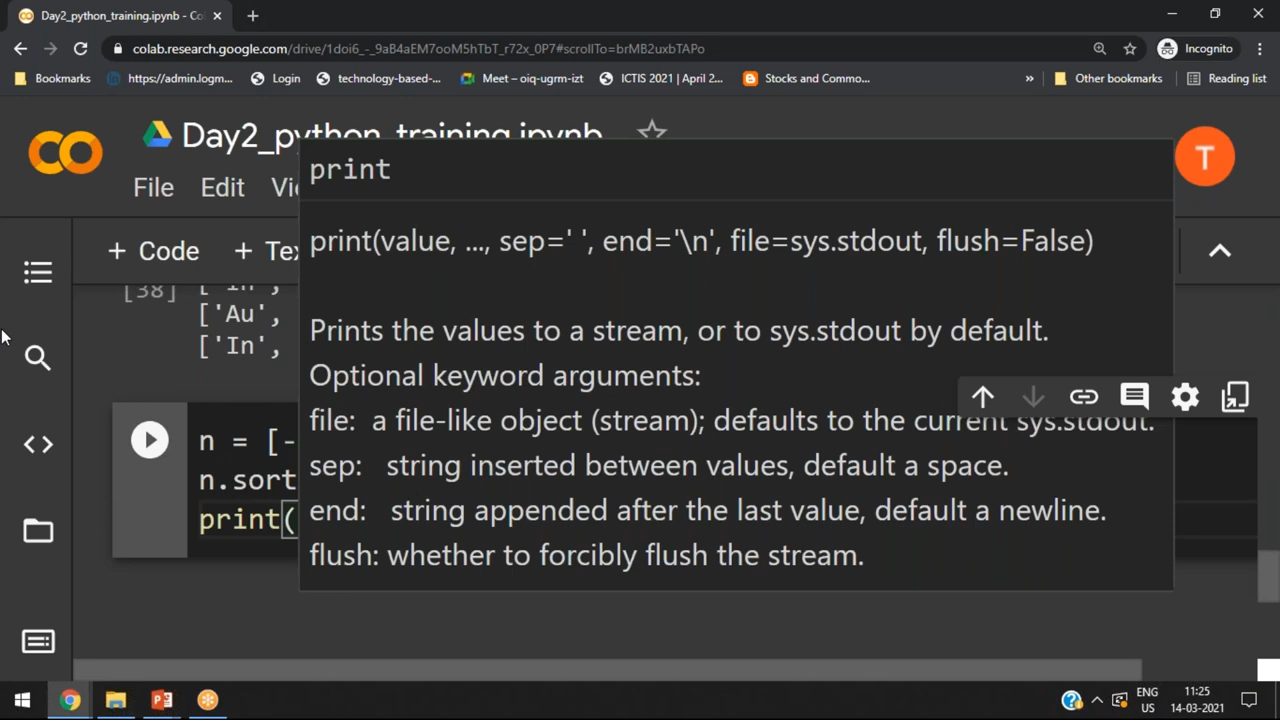 Day2_python_training.ipynb - Co
https://colab.research.google.com/drive/1doi6_-_9aB4aEM7ooM5hTbT_r72x_0P7#scrollTo=brMB2uxbTAPo
Incognito
Bookmarks https://admin.logm... Login technology-based-... Meet – oiq-ugrm-izt ICTIS 2021 | April 2... Stocks and Commo... » Other bookmarks Reading list
CO Day2_python_training.ipynb
T
print
File Edit Vi
print(value, ..., sep=' ', end='\n', file=sys.stdout, flush=False)
+ Code + Te
[38]
['In',
['Au',
['In',
Prints the values to a stream, or to sys.stdout by default.
Optional keyword arguments:
file: a file-like object (stream); defaults to the current sys.stdout.
sep: string inserted between values, default a space.
end: string appended after the last value, default a newline.
flush: whether to forcibly flush the stream.
n = [-
n.sort
print(
ENG
US
11:25
14-03-2021